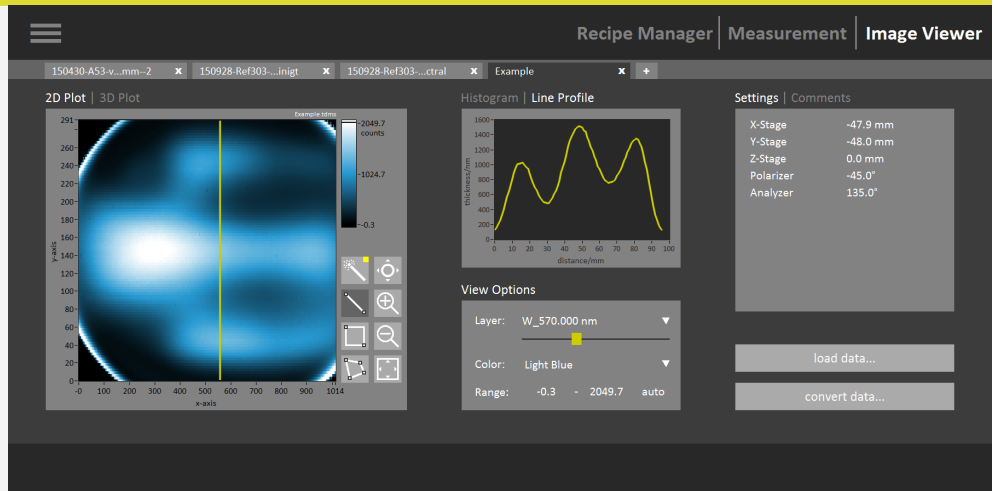 Recipe Manager | Measurement | Image Viewer
150430-A53-v...mm--2 x 150928-Ref303-...inigt x 150928-Ref303-...ctral x Example x +
2D Plot | 3D Plot
Example.tdms
291
260
240
220
200
180
160
140
120
100
80
60
40
20
0
y-axis
-0 100 200 300 400 500 600 700 800 900 1014
x-axis
2049.7
counts
1024.7
-0.3
Histogram | Line Profile
1600
1400
1200
1000
800
600
400
200
0
thickness/nm
0 10 20 30 40 50 60 70 80 90 100
distance/mm
View Options
Layer: W_570.000 nm
Color: Light Blue
Range: -0.3 - 2049.7 auto
Settings | Comments
X-Stage -47.9 mm
Y-Stage -48.0 mm
Z-Stage 0.0 mm
Polarizer -45.0°
Analyzer 135.0°
load data...
convert data...